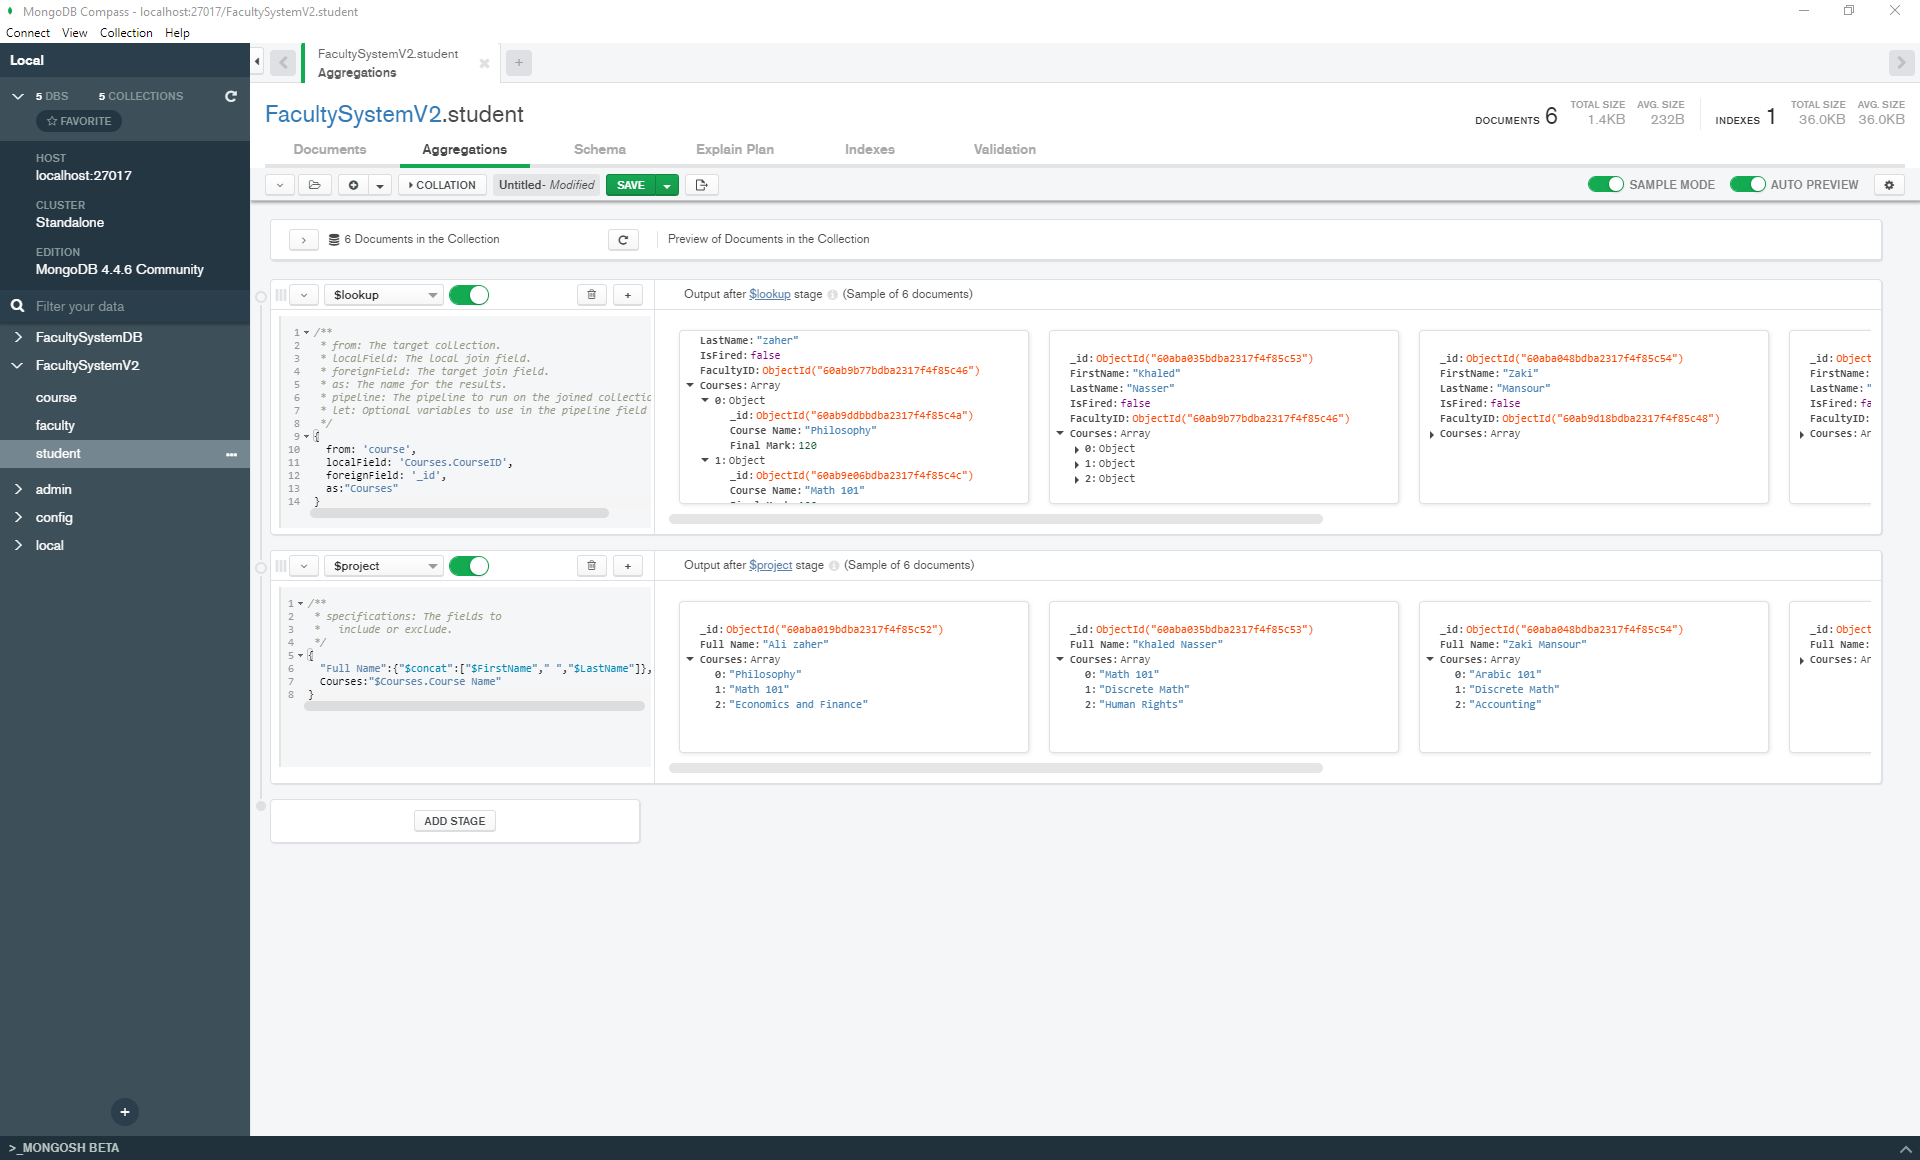 MongoDB Compass - localhost:27017/FacultySystemV2.student
Connect View Collection Help
Local
5 DBS 5 COLLECTIONS
FAVORITE
HOST
localhost:27017
CLUSTER
Standalone
EDITION
MongoDB 4.4.6 Community
Filter your data
FacultySystemDB
FacultySystemV2
course
faculty
student
admin
config
local
>_MONGOSH BETA
FacultySystemV2.student
Aggregations
FacultySystemV2.student
DOCUMENTS 6 TOTAL SIZE 1.4KB AVG. SIZE 232B INDEXES 1 TOTAL SIZE 36.0KB AVG. SIZE 36.0KB
Documents Aggregations Schema Explain Plan Indexes Validation
COLLATION Untitled- Modified SAVE SAMPLE MODE AUTO PREVIEW
6 Documents in the Collection Preview of Documents in the Collection
$lookup
Output after $lookup stage (Sample of 6 documents)
1 /**
2 * from: The target collection.
3 * localField: The local join field.
4 * foreignField: The target join field.
5 * as: The name for the results.
6 * pipeline: The pipeline to run on the joined collectic
7 * let: Optional variables to use in the pipeline field
8 */
9 {
10 from: 'course',
11 localField: 'Courses.CourseID',
12 foreignField: '_id',
13 as:"Courses"
14 }
LastName: "zaher"
IsFired: false
FacultyID: ObjectId("60ab9b77bdba2317f4f85c46")
Courses: Array
0: Object
_id: ObjectId("60ab9ddbbdba2317f4f85c4a")
Course Name: "Philosophy"
Final Mark: 120
1: Object
_id: ObjectId("60ab9e06bdba2317f4f85c4c")
Course Name: "Math 101"
_id: ObjectId("60aba035bdba2317f4f85c53")
FirstName: "Khaled"
LastName: "Nasser"
IsFired: false
FacultyID: ObjectId("60ab9b77bdba2317f4f85c46")
Courses: Array
0: Object
1: Object
2: Object
_id: ObjectId("60aba048bdba2317f4f85c54")
FirstName: "Zaki"
LastName: "Mansour"
IsFired: false
FacultyID: ObjectId("60ab9d18bdba2317f4f85c48")
Courses: Array
_id: Object
FirstName:
LastName: "
IsFired: fa
FacultyID:
Courses: Ar
$project
Output after $project stage (Sample of 6 documents)
1 /**
2 * specifications: The fields to
3 * include or exclude.
4 */
5 {
6 "Full Name":{"$concat":["$FirstName"," ","$LastName"]},
7 Courses:"$Courses.Course Name"
8 }
_id: ObjectId("60aba019bdba2317f4f85c52")
Full Name: "Ali zaher"
Courses: Array
0: "Philosophy"
1: "Math 101"
2: "Economics and Finance"
_id: ObjectId("60aba035bdba2317f4f85c53")
Full Name: "Khaled Nasser"
Courses: Array
0: "Math 101"
1: "Discrete Math"
2: "Human Rights"
_id: ObjectId("60aba048bdba2317f4f85c54")
Full Name: "Zaki Mansour"
Courses: Array
0: "Arabic 101"
1: "Discrete Math"
2: "Accounting"
_id: Object
Full Name:
Courses: Ar
ADD STAGE